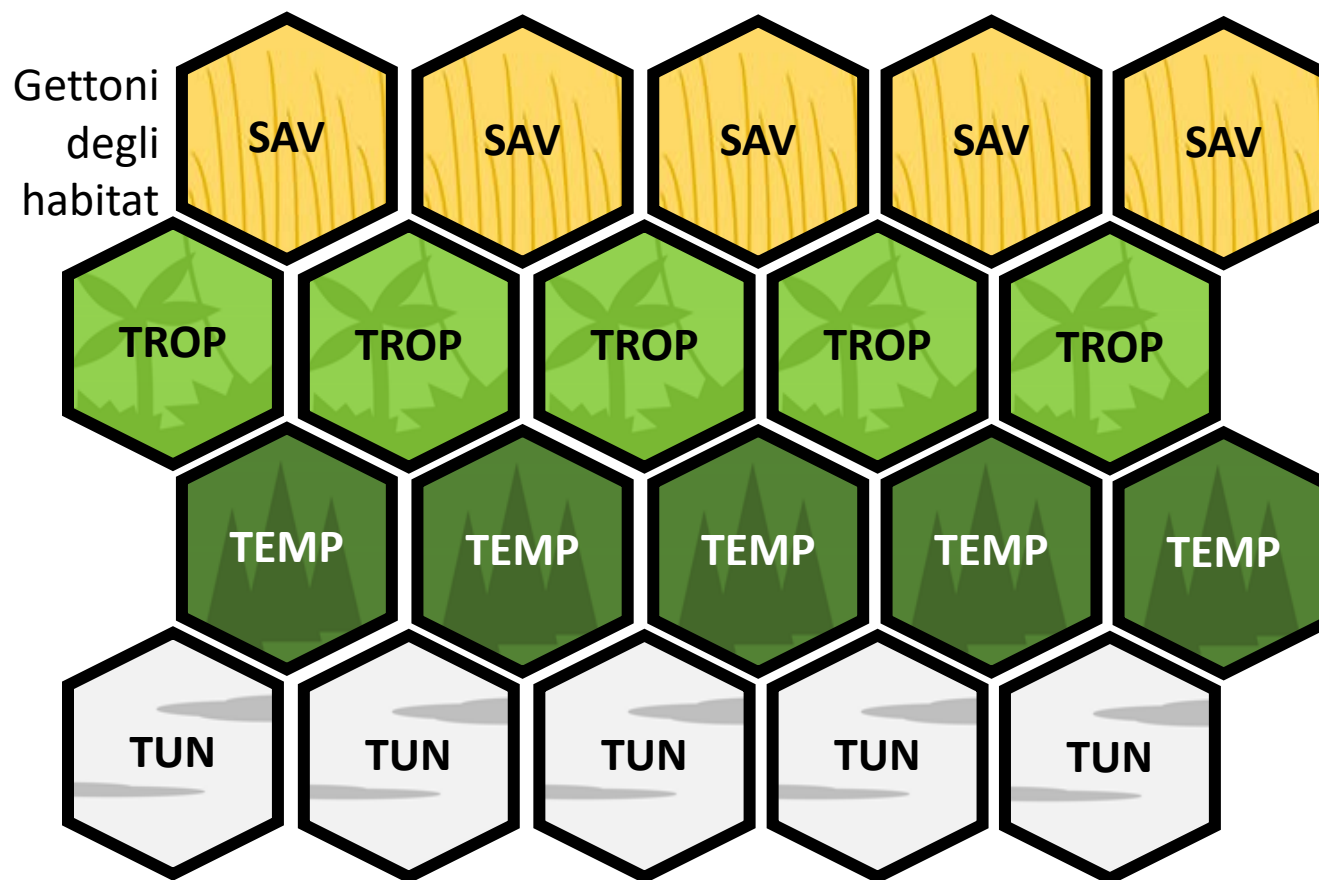 Gettoni
degli
habitat
SAV SAV SAV SAV SAV
TROP TROP TROP TROP TROP
TEMP TEMP TEMP TEMP TEMP
TUN TUN TUN TUN TUN